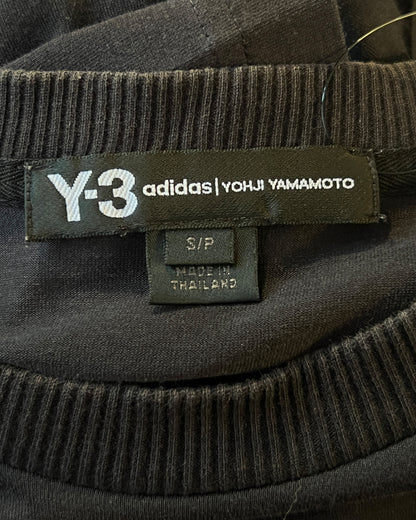 Y-3 adidas | YOHJI YAMAMOTO
S/P
MADE IN
THAILAND